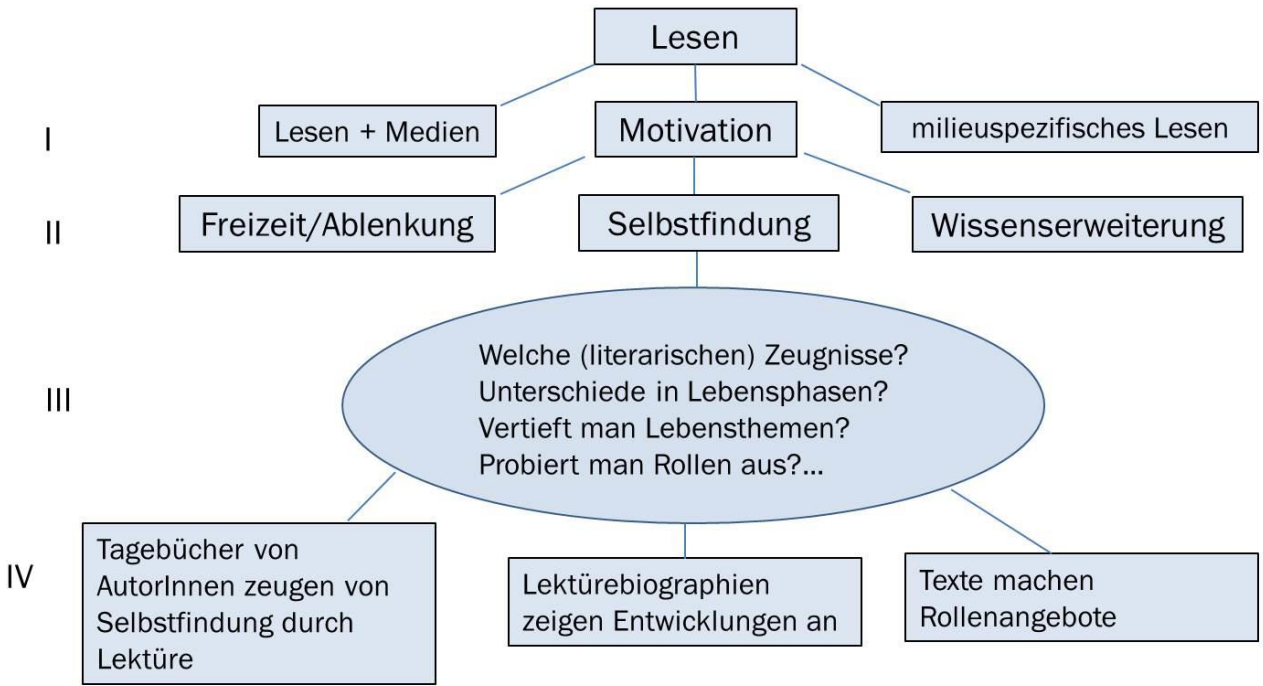 Lesen
I
Lesen + Medien
Motivation
milieuspezifisches Lesen
II
Freizeit/Ablenkung
Selbstfindung
Wissenserweiterung
III
Welche (literarischen) Zeugnisse?
Unterschiede in Lebensphasen?
Vertieft man Lebensthemen?
Probiert man Rollen aus?...
IV
Tagebücher von
AutorInnen zeugen von
Selbstfindung durch
Lektüre
Lektürebiographien
zeigen Entwicklungen an
Texte machen
Rollenangebote